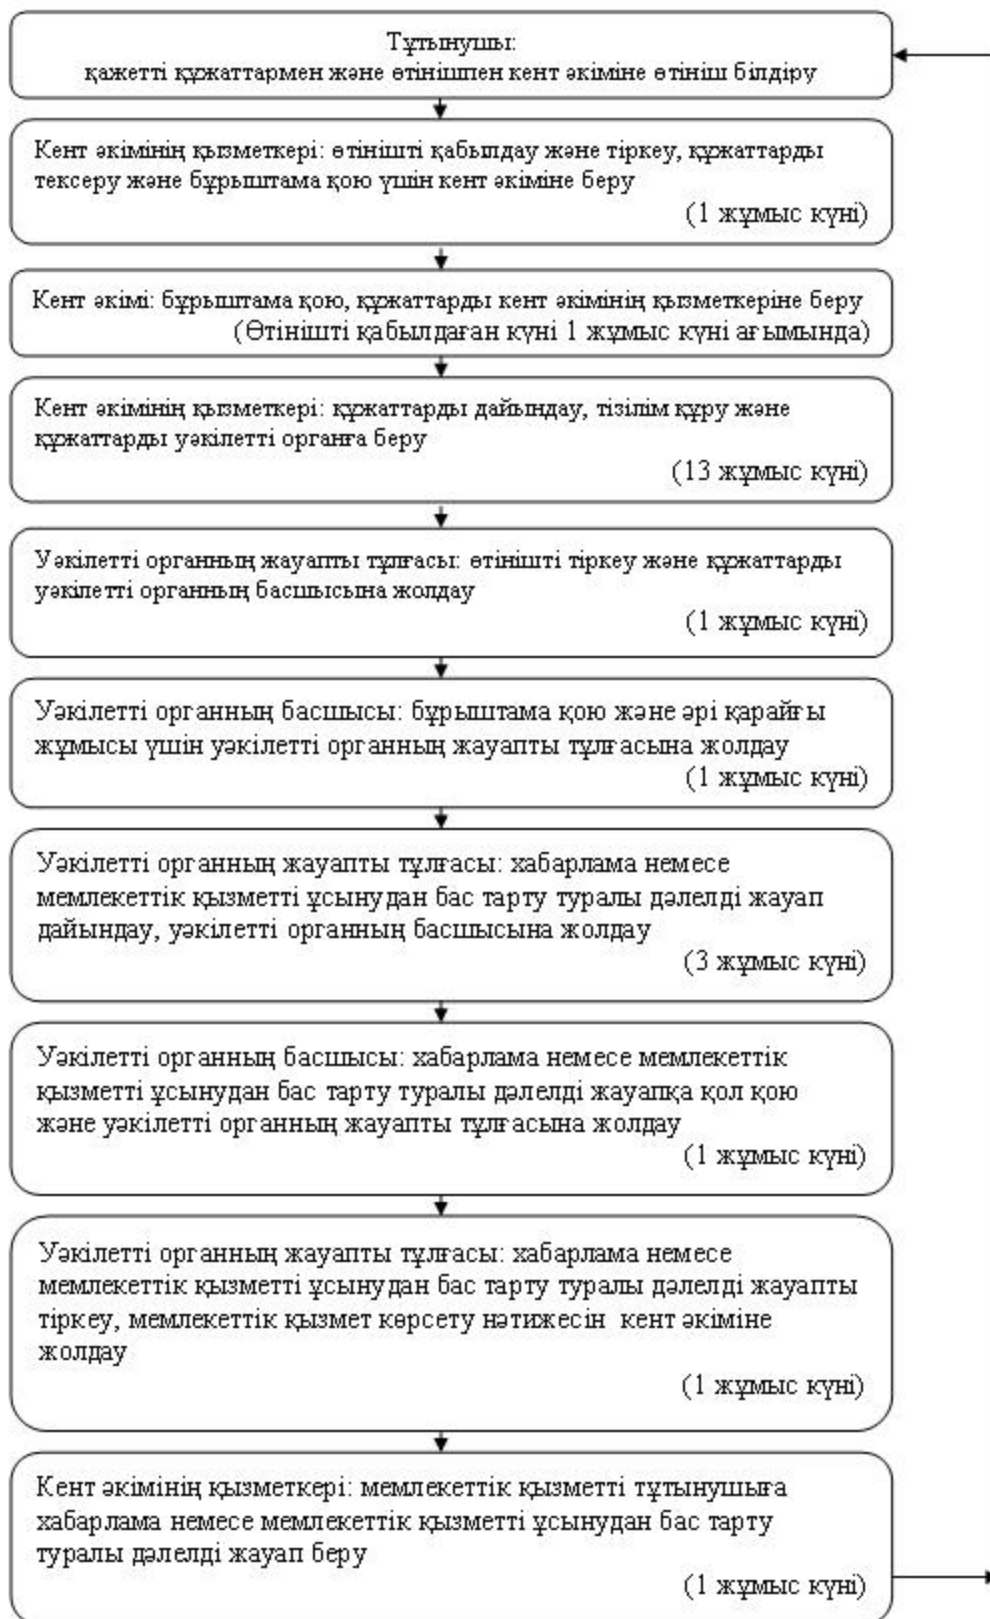 Тұтынушы:
қажетті құжаттармен және өтінішпен кент әкіміне өтініш білдіру
Кент әкімінің қызметкері: өтінішті қабылдау және тіркеу, құжаттарды
тексеру және бұрыштама қою үшін кент әкіміне беру
(1 жұмыс күні)
Кент әкімі: бұрыштама қою, құжаттарды кент әкімінің қызметкеріне беру
(Өтінішті қабылдаған күні 1 жұмыс күні ағымында)
Кент әкімінің қызметкері: құжаттарды дайындау, тізілім құру және
құжаттарды уәкілетті органға беру
(13 жұмыс күні)
Уәкілетті органның жауапты тұлғасы: өтінішті тіркеу және құжаттарды
уәкілетті органның басшысына жолдау
(1 жұмыс күні)
Уәкілетті органның басшысы: бұрыштама қою және әрі қарайғы
жұмысы үшін уәкілетті органның жауапты тұлғасына жолдау
(1 жұмыс күні)
Уәкілетті органның жауапты тұлғасы: хабарлама немесе
мемлекеттік қызметті ұсынудан бас тарту туралы дәлелді жауап
дайындау, уәкілетті органның басшысына жолдау
(3 жұмыс күні)
Уәкілетті органның басшысы: хабарлама немесе мемлекеттік
қызметті ұсынудан бас тарту туралы дәлелді жауапқа қол қою
және уәкілетті органның жауапты тұлғасына жолдау
(1 жұмыс күні)
Уәкілетті органның жауапты тұлғасы: хабарлама немесе
мемлекеттік қызметті ұсынудан бас тарту туралы дәлелді жауапты
тіркеу, мемлекеттік қызмет көрсету нәтижесін кент әкіміне
жолдау
(1 жұмыс күні)
Кент әкімінің қызметкері: мемлекеттік қызметті тұтынушыға
хабарлама немесе мемлекеттік қызметті ұсынудан бас тарту
туралы дәлелді жауап беру
(1 жұмыс күні)